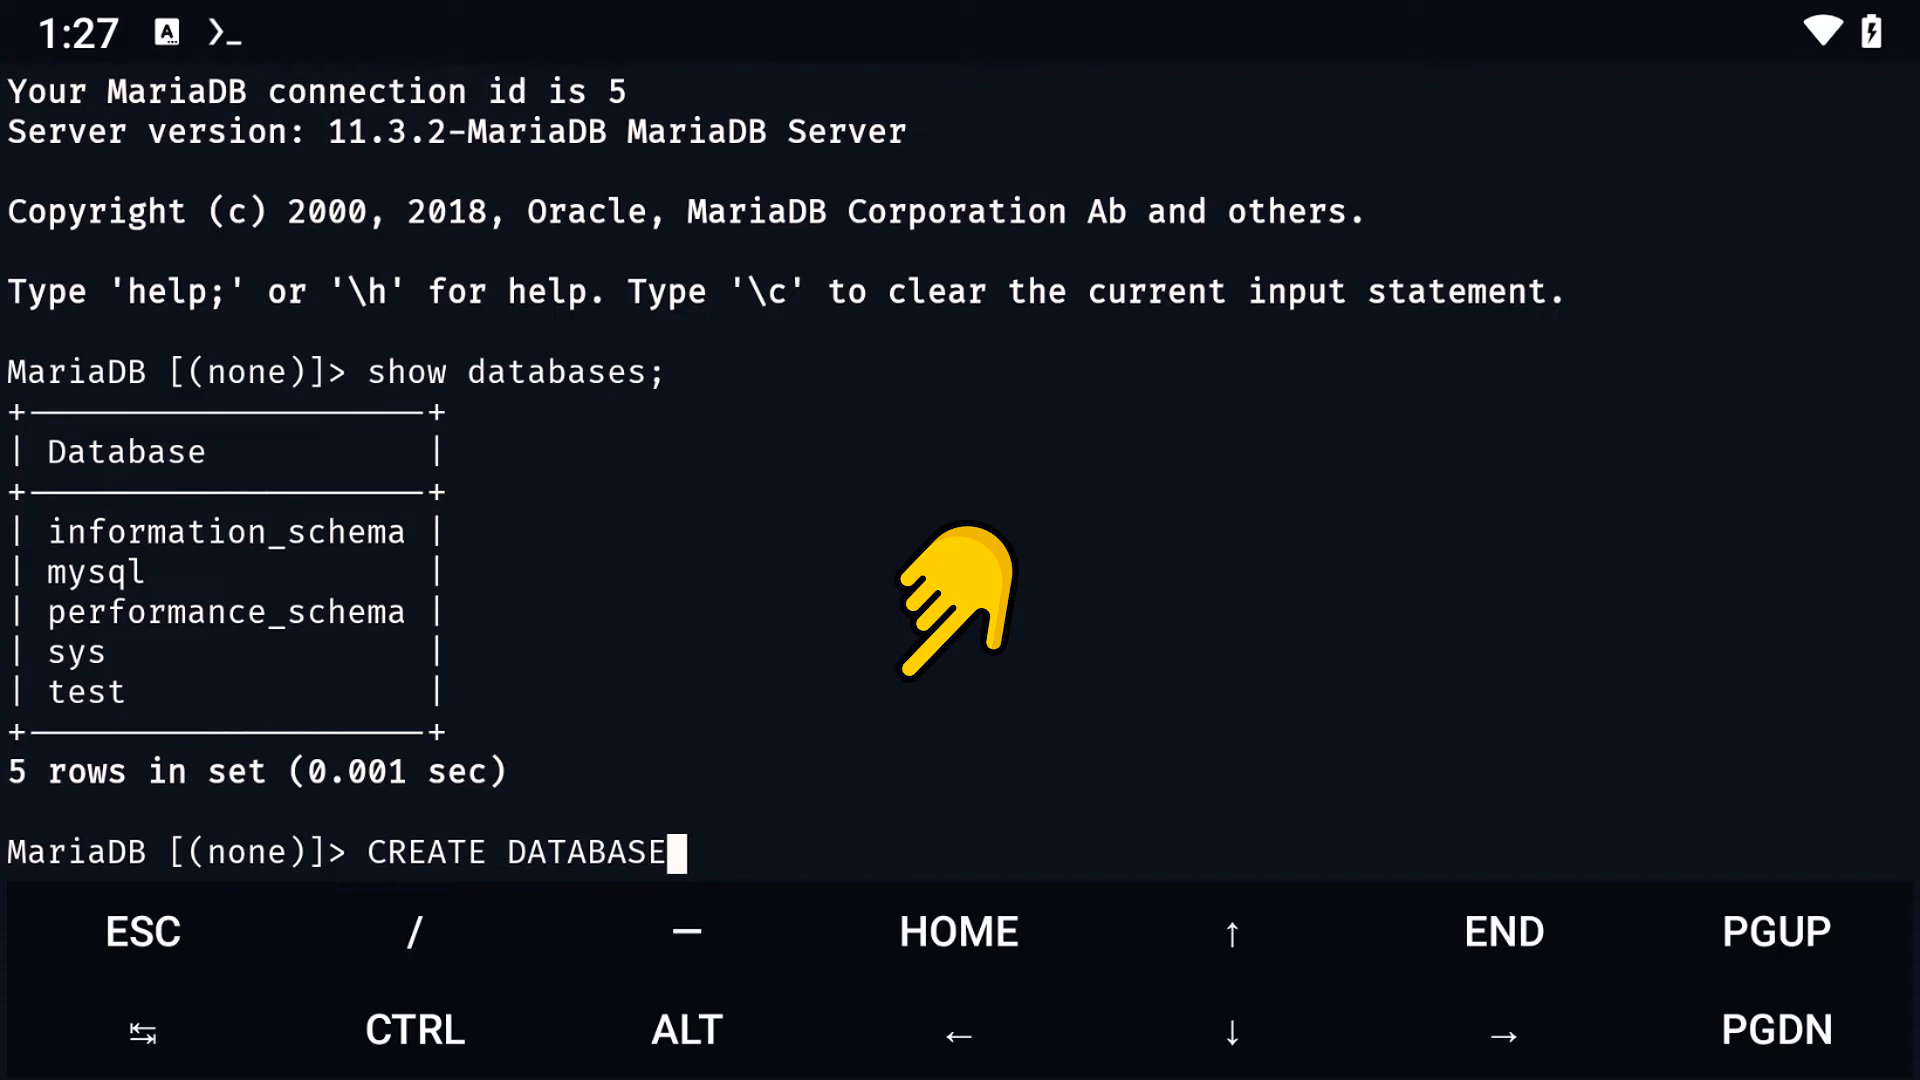 1:27
Your MariaDB connection id is 5
Server version: 11.3.2-MariaDB MariaDB Server
Copyright (c) 2000, 2018, Oracle, MariaDB Corporation Ab and others.
Type 'help;' or '\h' for help. Type '\c' to clear the current input statement.
MariaDB [(none)]> show databases;
+--------------------+
| Database           |
+--------------------+
| information_schema |
| mysql              |
| performance_schema |
| sys                |
| test               |
+--------------------+
5 rows in set (0.001 sec)
MariaDB [(none)]> CREATE DATABASE
ESC / — HOME ↑ END PGUP
↹ CTRL ALT ← ↓ → PGDN